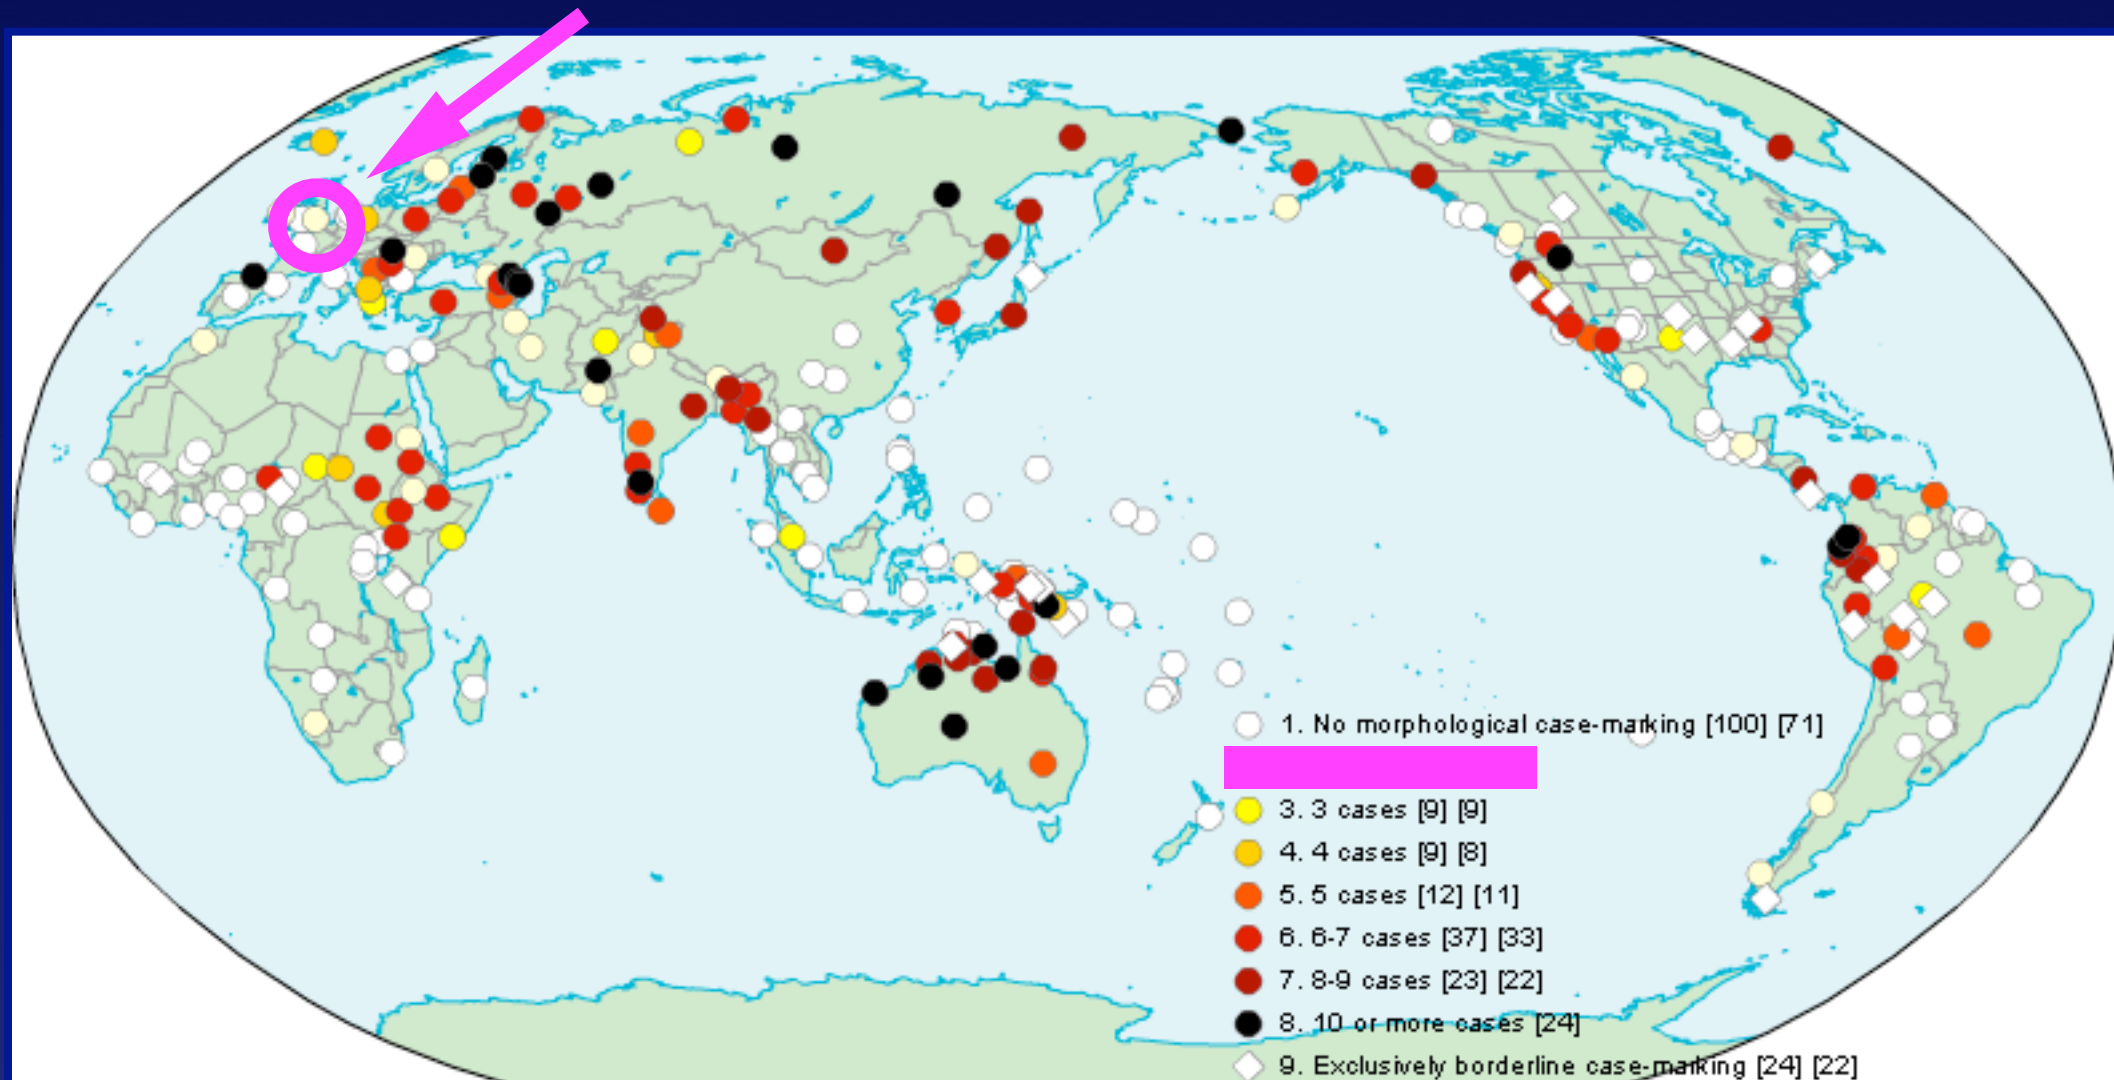 1. No morphological case-marking [100] [71]
3. 3 cases [9] [9]
4. 4 cases [9] [8]
5. 5 cases [12] [11]
6. 6-7 cases [37] [33]
7. 8-9 cases [23] [22]
8. 10 or more cases [24]
9. Exclusively borderline case-marking [24] [22]